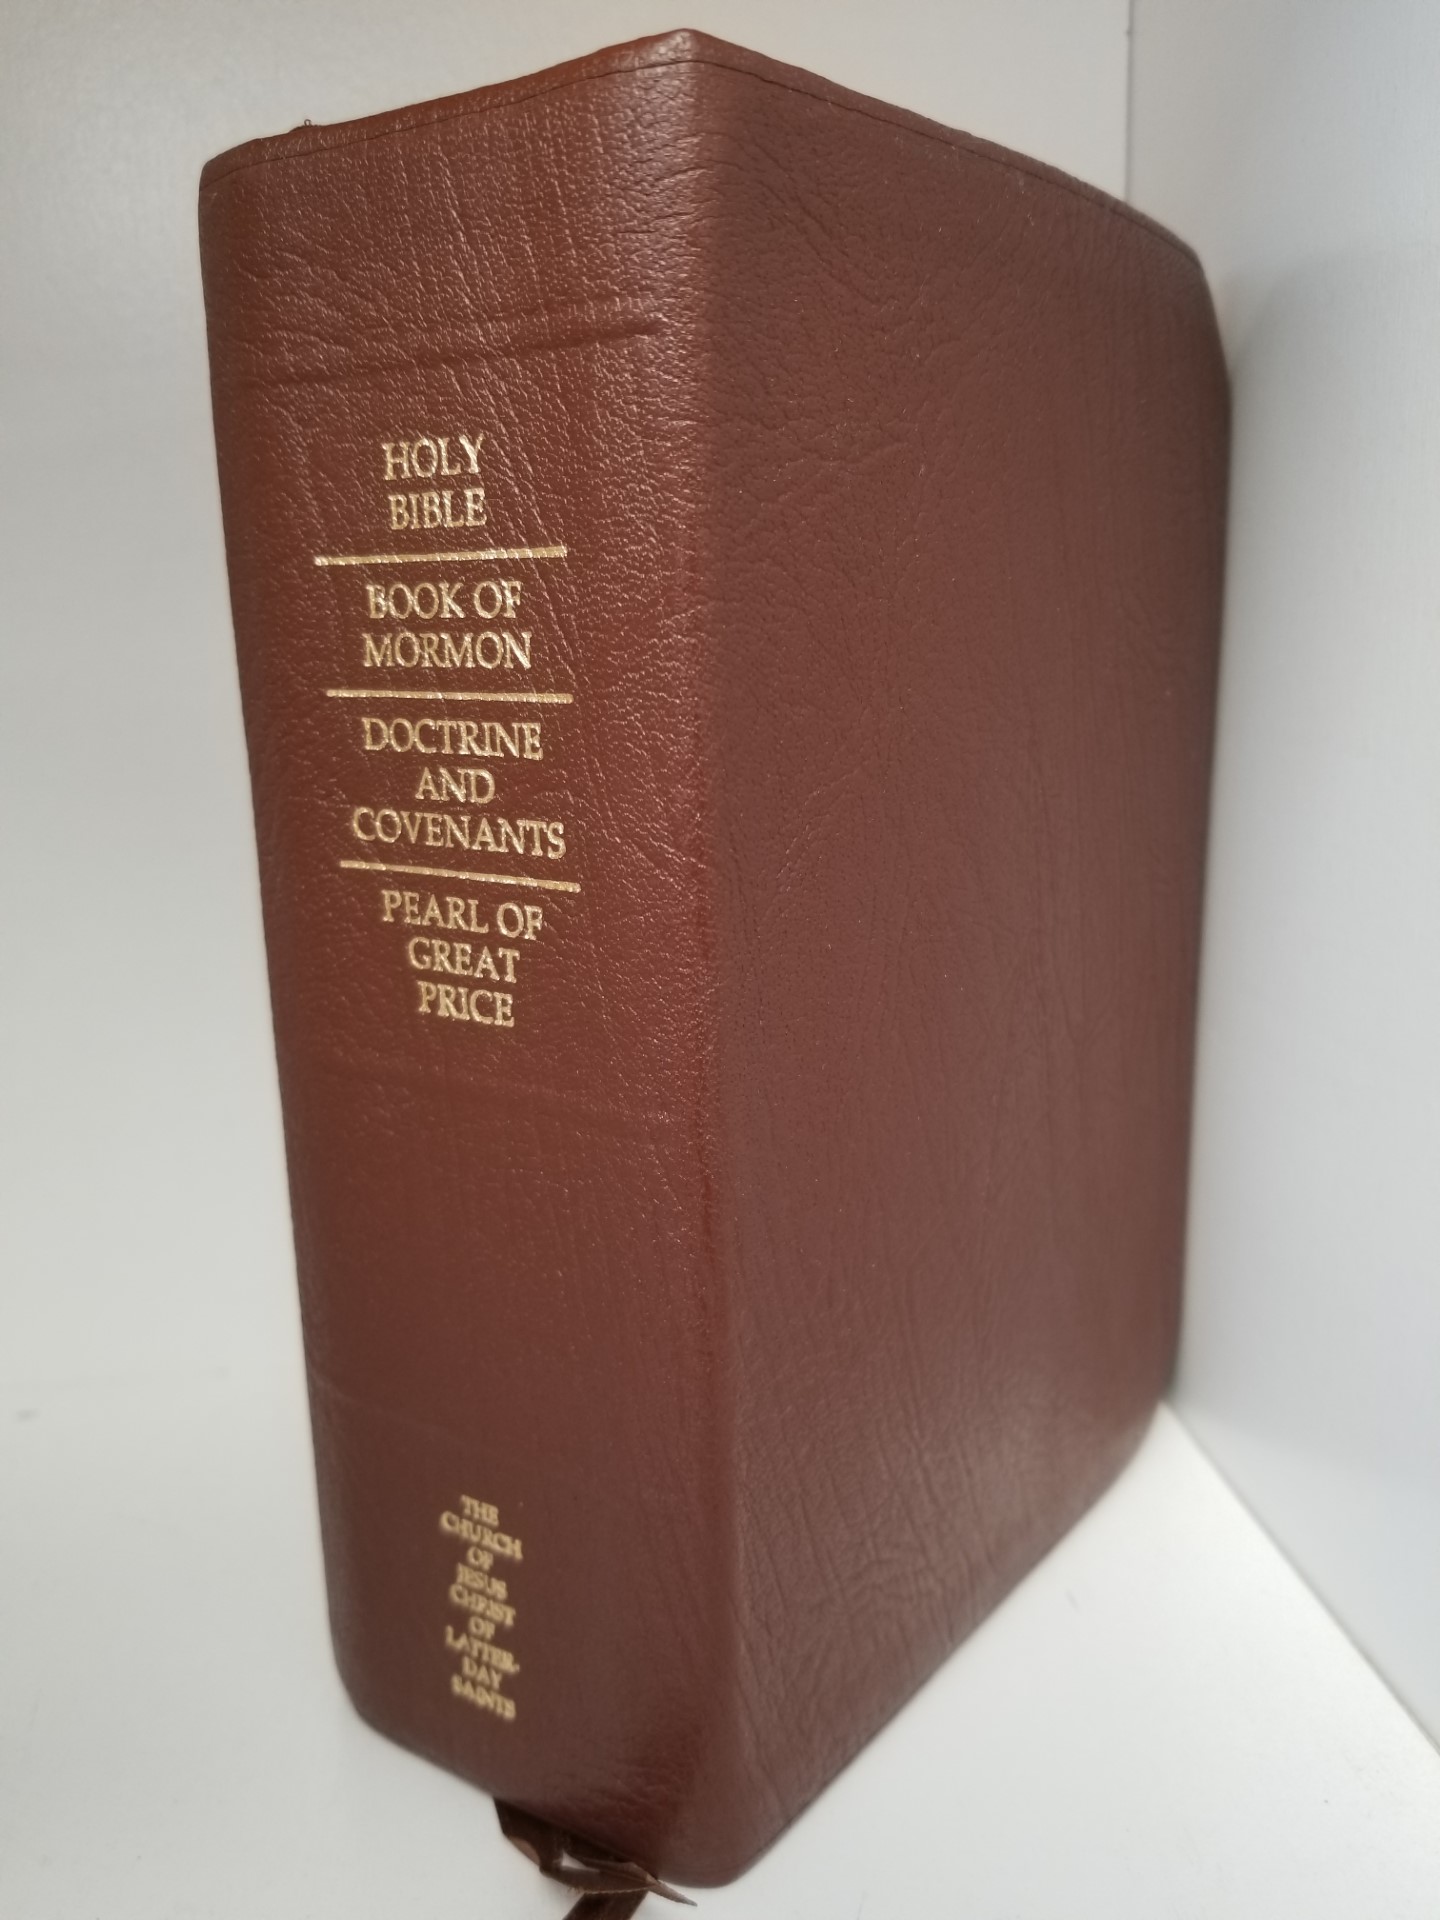 HOLY
BIBLE
BOOK OF
MORMON
DOCTRINE
AND
COVENANTS
PEARL OF
GREAT
PRICE
THE
CHURCH
OF
JESUS
CHRIST
OF
LATTER-
DAY
SAINTS